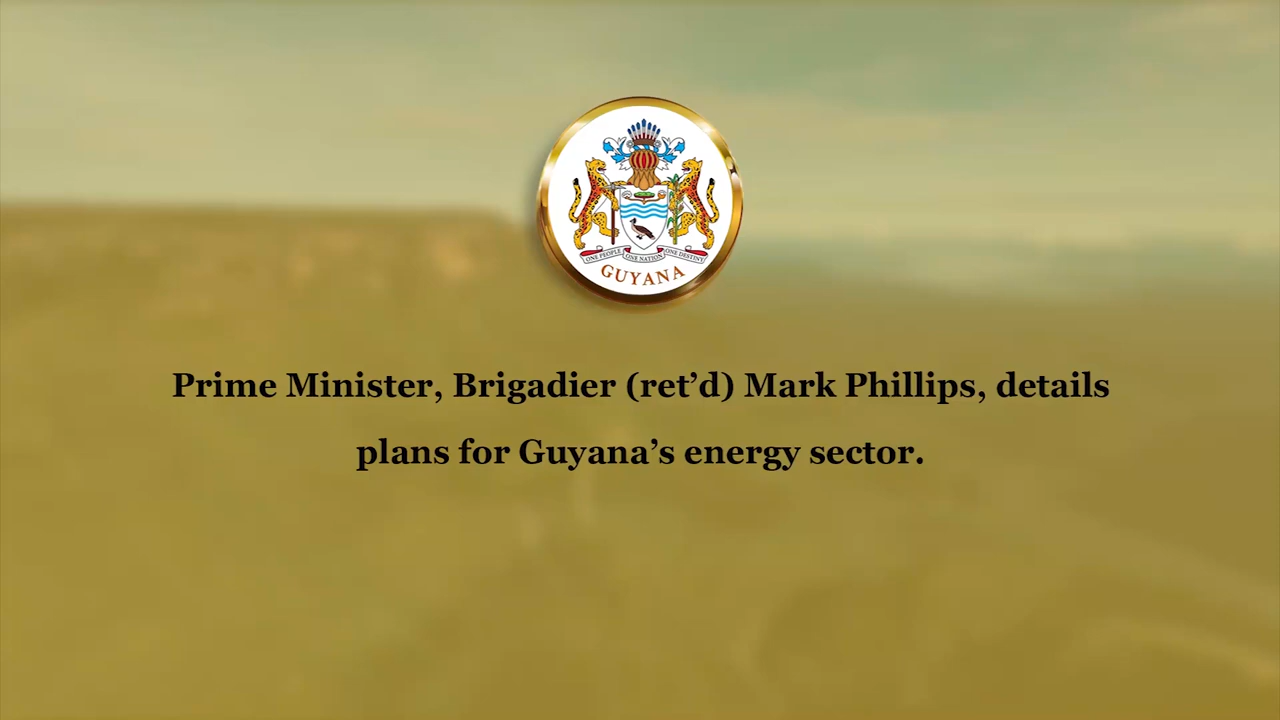 ONE PEOPLE ONE NATION ONE DESTINY
GUYANA
Prime Minister, Brigadier (ret’d) Mark Phillips, details
plans for Guyana’s energy sector.